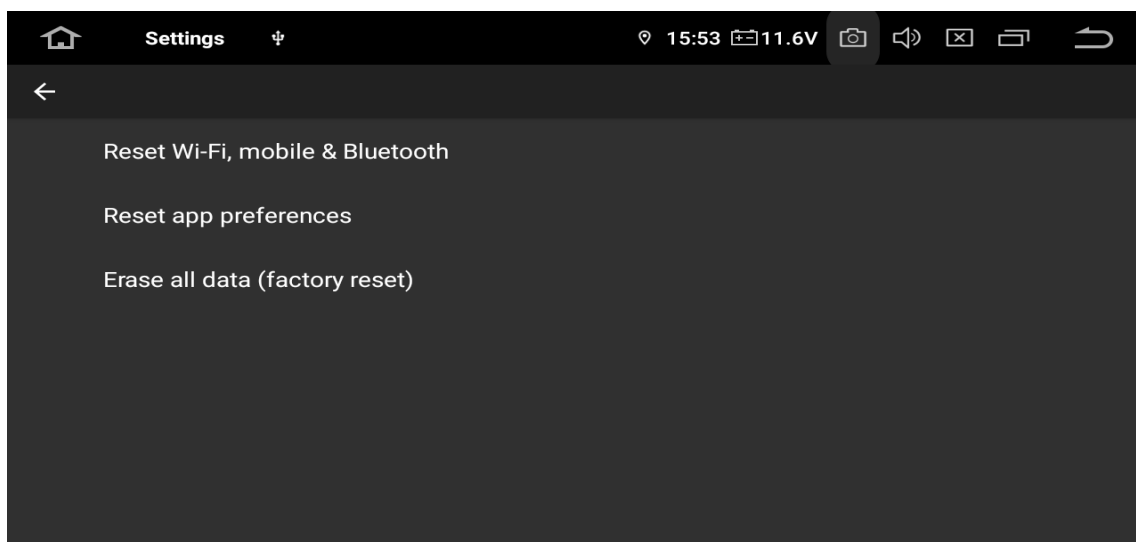 Settings 15:53 11.6V
Reset Wi-Fi, mobile & Bluetooth
Reset app preferences
Erase all data (factory reset)